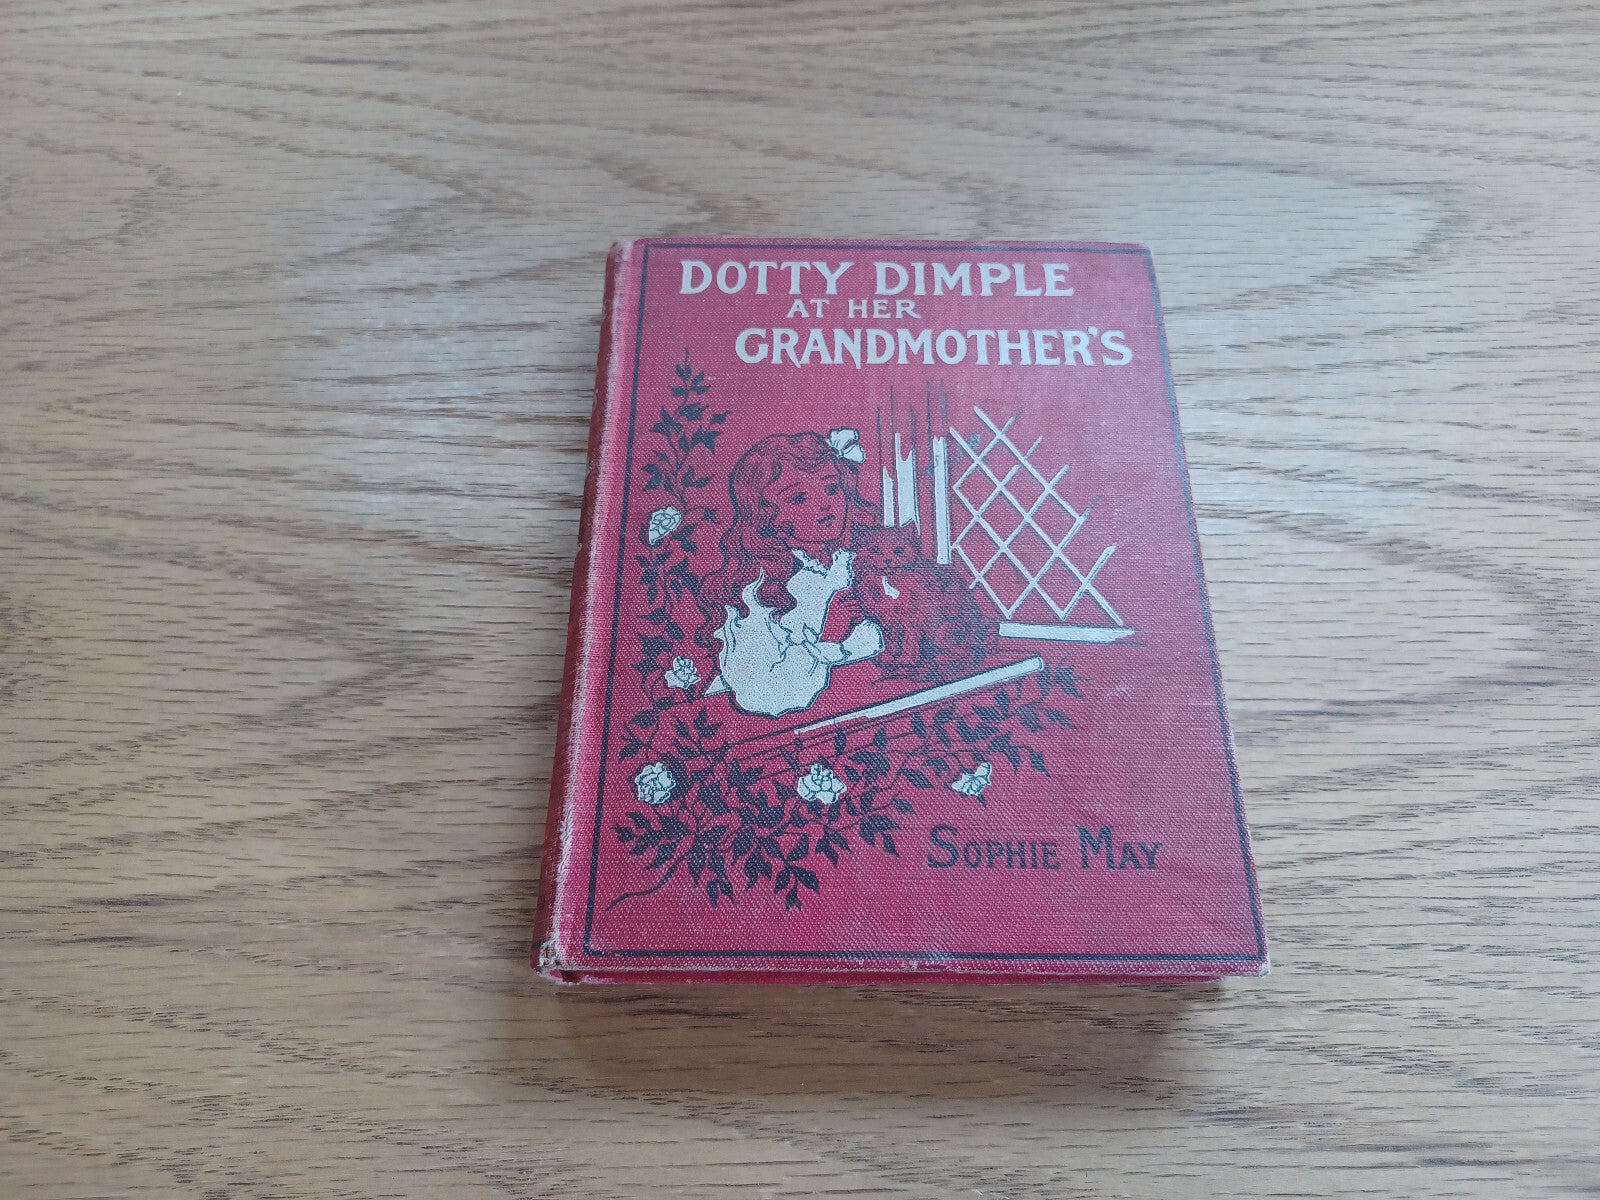 DOTTY DIMPLE
AT HER
GRANDMOTHER'S
SOPHIE MAY